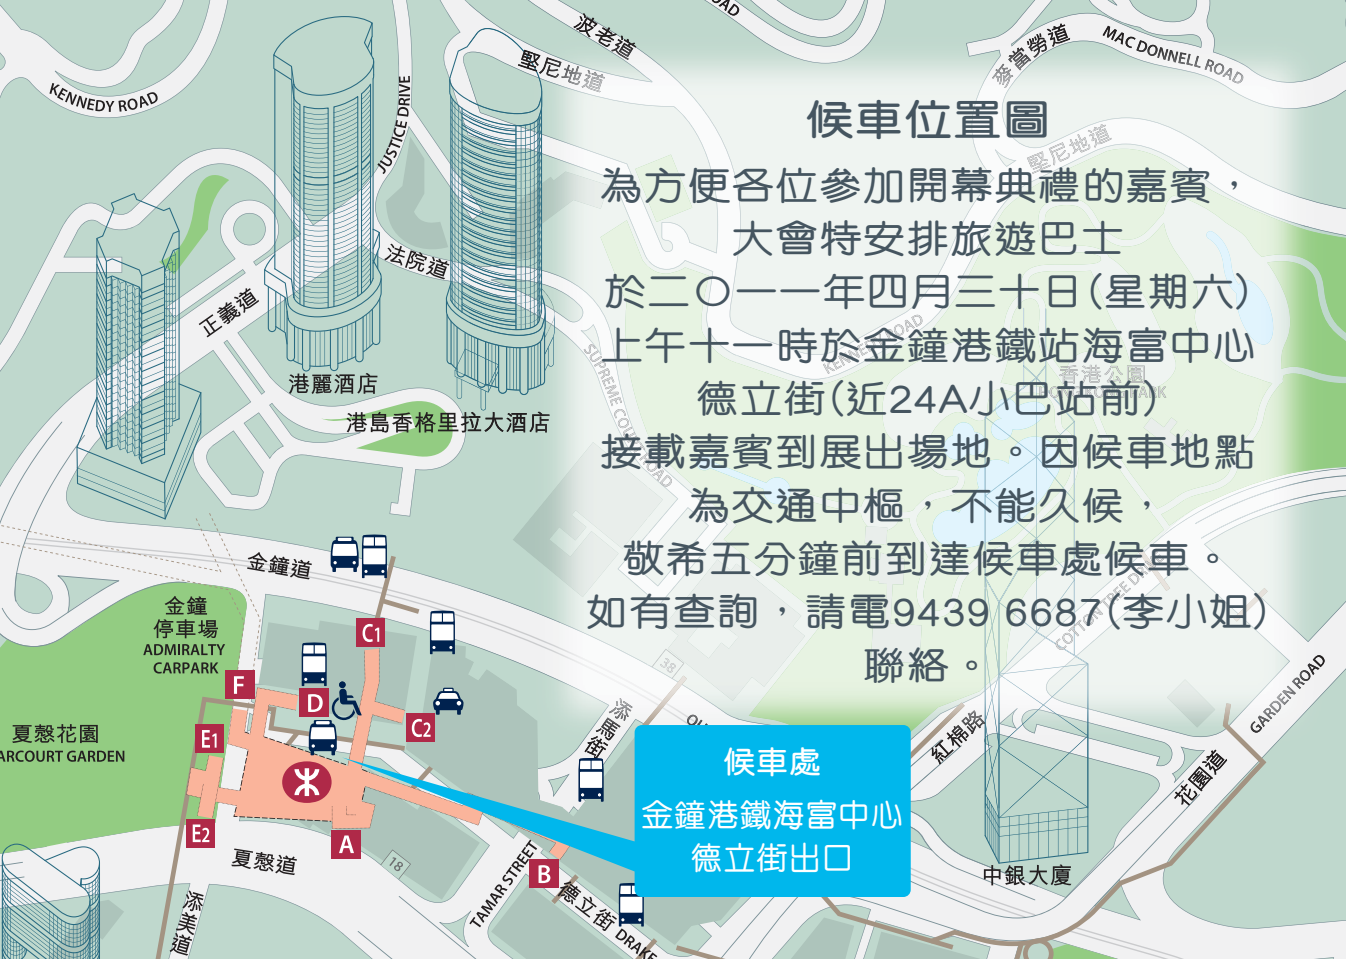 ROAD
波老道
堅尼地道
麥當勞道
MAC DONNELL ROAD
KENNEDY ROAD
JUSTICE DRIVE
候車位置圖
堅尼地道
為方便各位參加開幕典禮的嘉賓，
大會特安排旅遊巴士
於二〇一一年四月三十日(星期六)
上午十一時於金鐘港鐵站海富中心
德立街(近24A小巴站前)
接載嘉賓到展出場地。因候車地點
為交通中樞，不能久候，
敬希五分鐘前到達候車處候車。
如有查詢，請電9439 6687(李小姐)
聯絡。
法院道
正義道
KENNEDY ROAD
香港公園
HONG KONG PARK
SUPREME COURT ROAD
港麗酒店
港島香格里拉大酒店
金鐘道
COTTON TREE DRIVE
金鐘
停車場
ADMIRALTY
CARPARK
C1
F
D
C2
E1
38
添馬街
紅棉路
GARDEN ROAD
花園道
夏慤花園
ARCOURT GARDEN
候車處
金鐘港鐵海富中心
德立街出口
E2
A
B
18
夏慤道
添美道
TAMAR STREET
德立街
DRAKE
中銀大廈